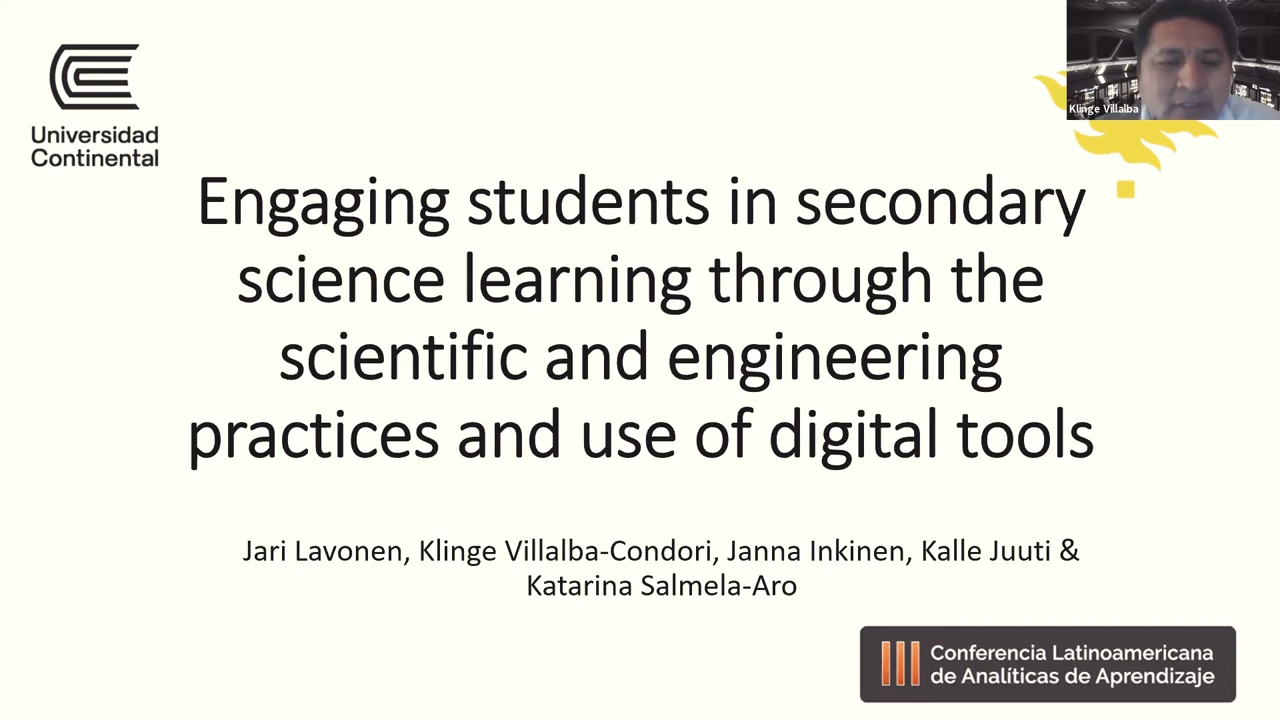 Klinge Villalba
Universidad
Continental
Engaging students in secondary
science learning through the
scientific and engineering
practices and use of digital tools
Jari Lavonen, Klinge Villalba-Condori, Janna Inkinen, Kalle Juuti &
Katarina Salmela-Aro
III Conferencia Latinoamericana
de Analíticas de Aprendizaje